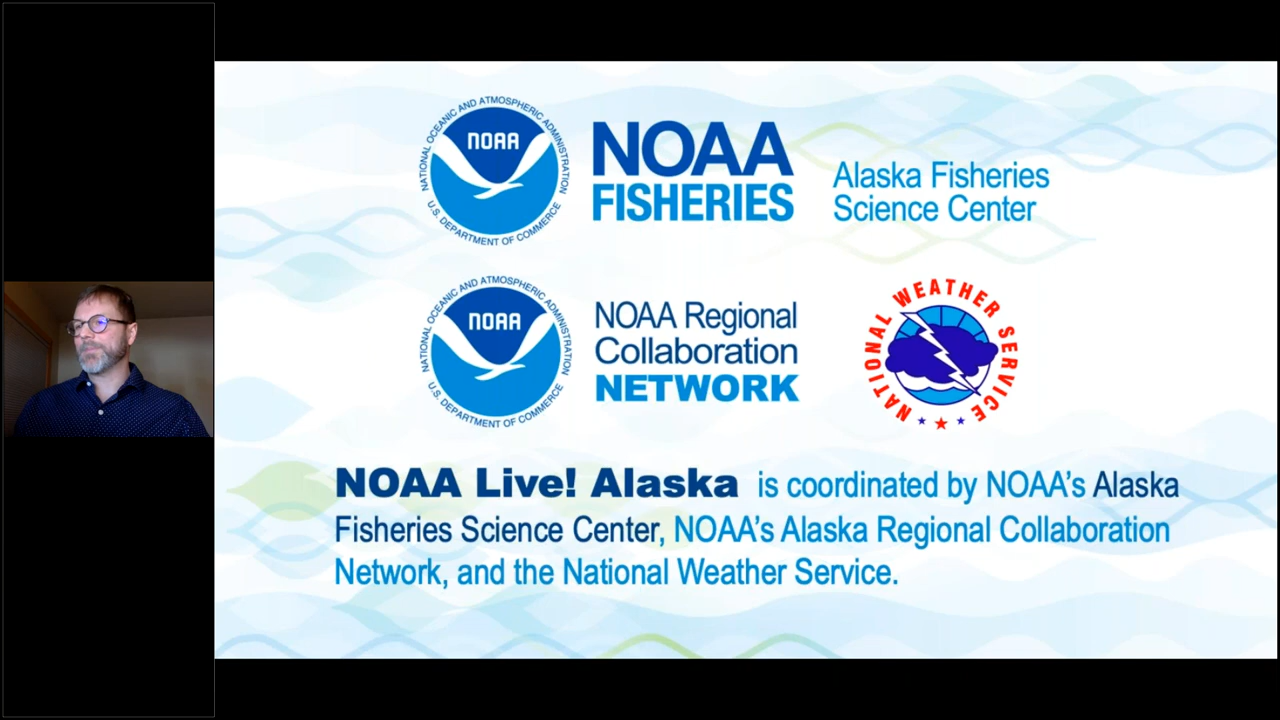 NATIONAL OCEANIC AND ATMOSPHERIC ADMINISTRATION
NOAA
U.S. DEPARTMENT OF COMMERCE
NOAA
FISHERIES
Alaska Fisheries
Science Center
NATIONAL OCEANIC AND ATMOSPHERIC ADMINISTRATION
NOAA
U.S. DEPARTMENT OF COMMERCE
NOAA Regional
Collaboration
NETWORK
NATIONAL WEATHER SERVICE
NOAA Live! Alaska is coordinated by NOAA’s Alaska
Fisheries Science Center, NOAA’s Alaska Regional Collaboration
Network, and the National Weather Service.